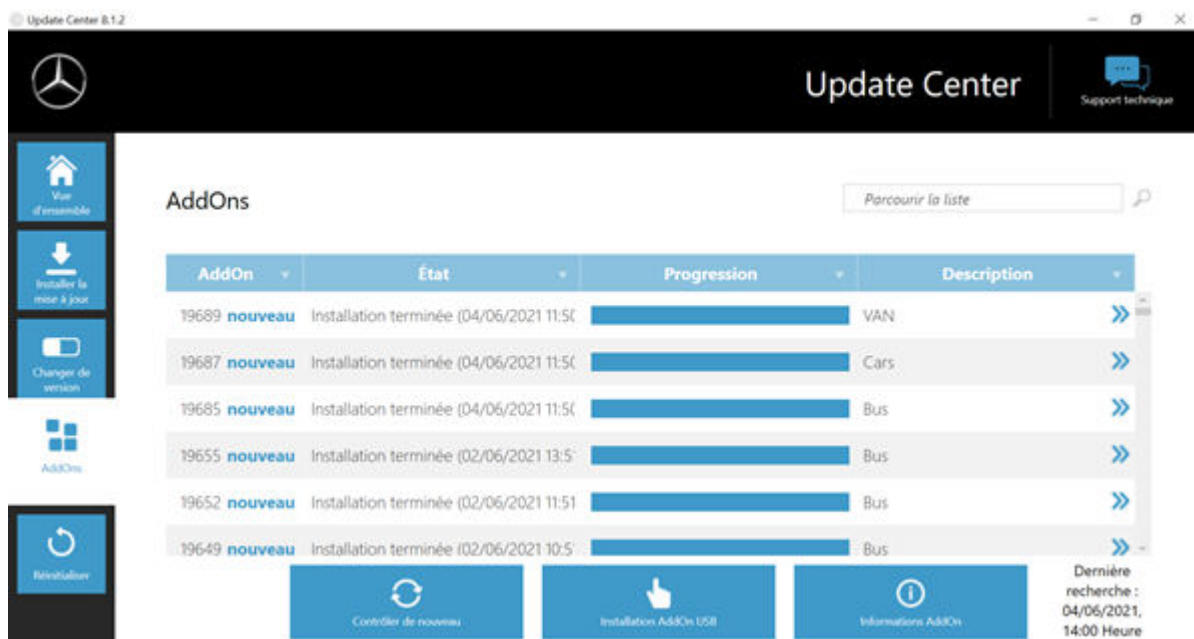 Update Center 8.1.2
Update Center
Support technique
Vue
d'ensemble
Installer la
mise à jour
Changer de
version
AddOns
Réinitialiser
AddOns
Parcourir la liste
AddOn État Progression Description
19689 nouveau Installation terminée (04/06/2021 11:50 VAN
19687 nouveau Installation terminée (04/06/2021 11:50 Cars
19685 nouveau Installation terminée (04/06/2021 11:50 Bus
19655 nouveau Installation terminée (02/06/2021 13:5 Bus
19652 nouveau Installation terminée (02/06/2021 11:51 Bus
19649 nouveau Installation terminée (02/06/2021 10:5 Bus
Contrôler de nouveau
Installation AddOn USB
Informations AddOn
Dernière
recherche :
04/06/2021,
14:00 Heure